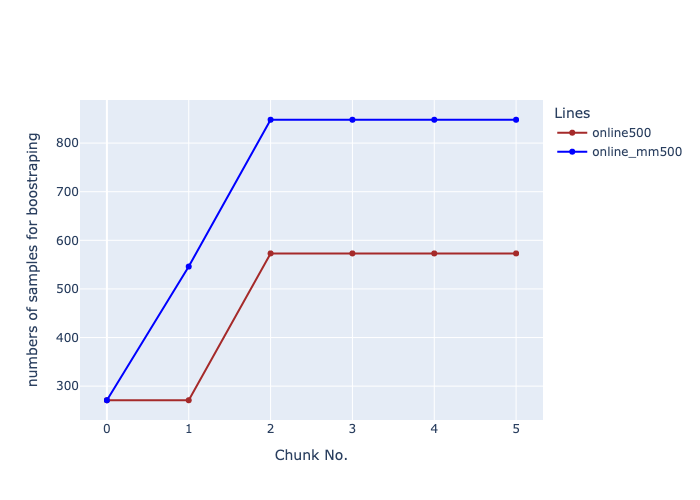 Lines
online500
online_mm500
numbers of samples for boostraping
800
700
600
500
400
300
0 1 2 3 4 5
Chunk No.